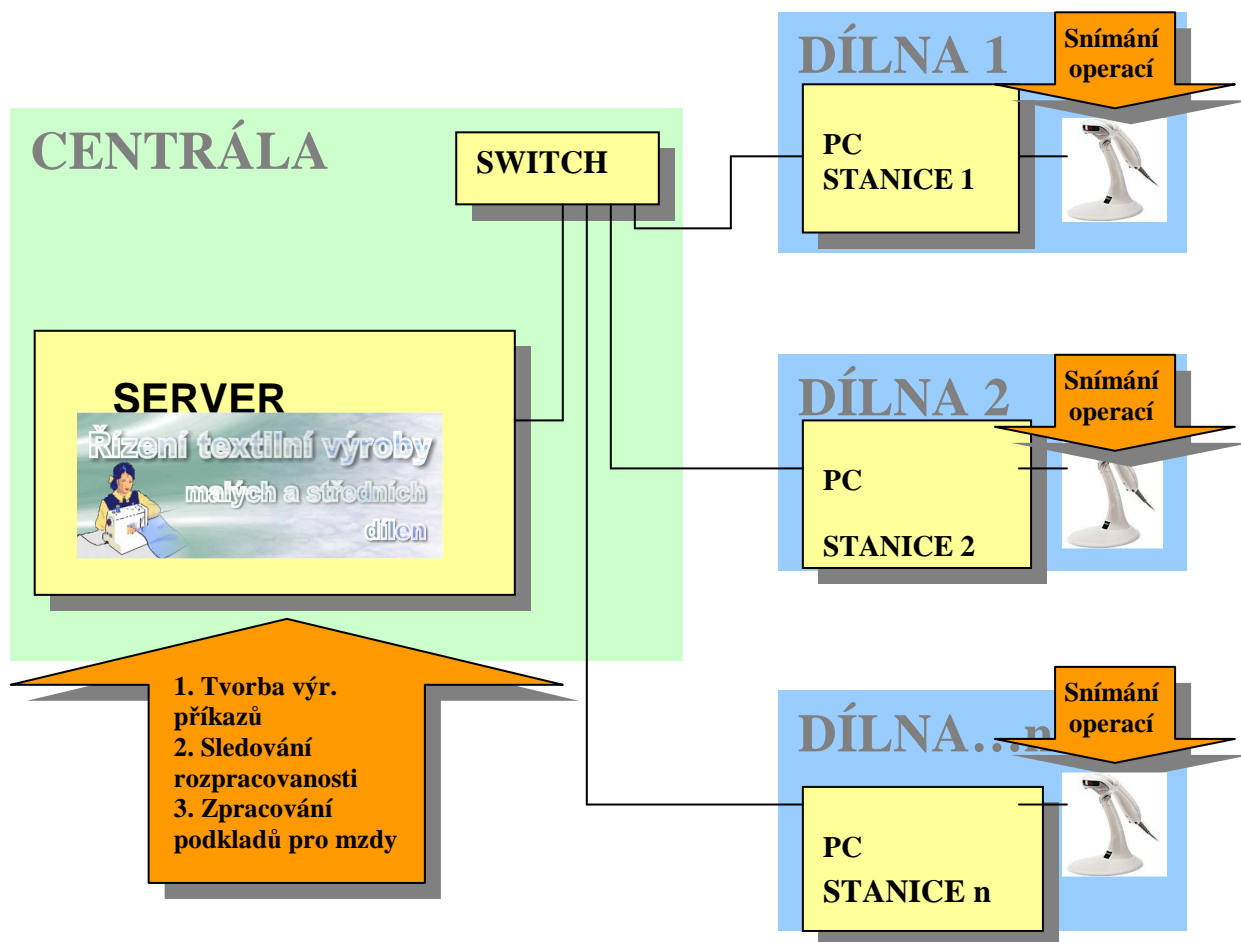 CENTRÁLA
SWITCH
SERVER
Řízení textilní výroby
malých a středních
dílen
1. Tvorba výr.
příkazů
2. Sledování
rozpracovanosti
3. Zpracování
podkladů pro mzdy
DÍLNA 1
Snímání
operací
PC
STANICE 1
DÍLNA 2
Snímání
operací
PC
STANICE 2
DÍLNA…n
Snímání
operací
PC
STANICE n